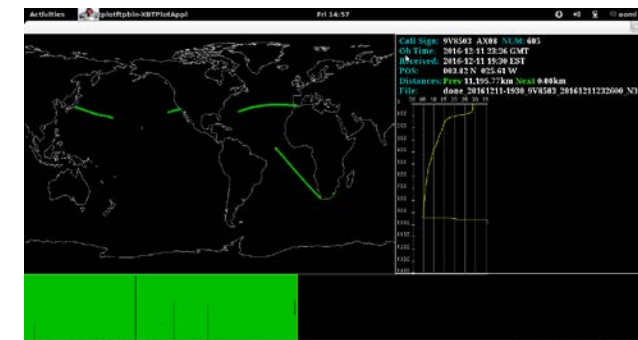 Activities plotftpbin-XBTPlotAppl Fri 14:57 aoml
Call Sign: 9V8503 AX08 NUM: 605
Ob Time: 2016-12-11 23:26 GMT
Received: 2016-12-11 19:30 EST
POS: 003.82 N 025.61 W
Distances: Prev 11,195.77km Next 0.00km
File: done_20161211-1930_9V8503_20161211232600_N3